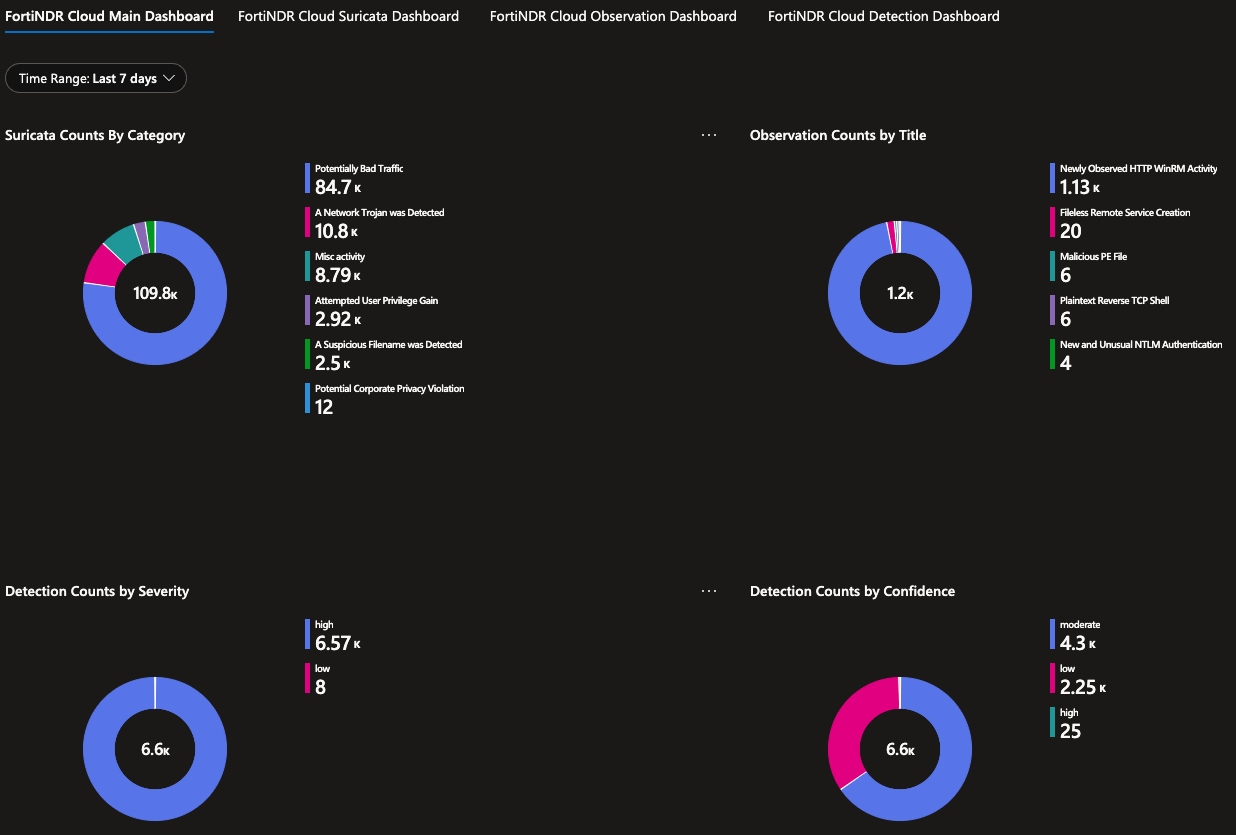 FortiNDR Cloud Main Dashboard
FortiNDR Cloud Suricata Dashboard
FortiNDR Cloud Observation Dashboard
FortiNDR Cloud Detection Dashboard
Time Range: Last 7 days
Suricata Counts By Category
...
109.8K
Potentially Bad Traffic
84.7 K
A Network Trojan was Detected
10.8 K
Misc activity
8.79 K
Attempted User Privilege Gain
2.92 K
A Suspicious Filename was Detected
2.5 K
Potential Corporate Privacy Violation
12
Observation Counts by Title
1.2K
Newly Observed HTTP WinRM Activity
1.13 K
Fileless Remote Service Creation
20
Malicious PE File
6
Plaintext Reverse TCP Shell
6
New and Unusual NTLM Authentication
4
Detection Counts by Severity
...
6.6K
high
6.57 K
low
8
Detection Counts by Confidence
6.6K
moderate
4.3 K
low
2.25 K
high
25